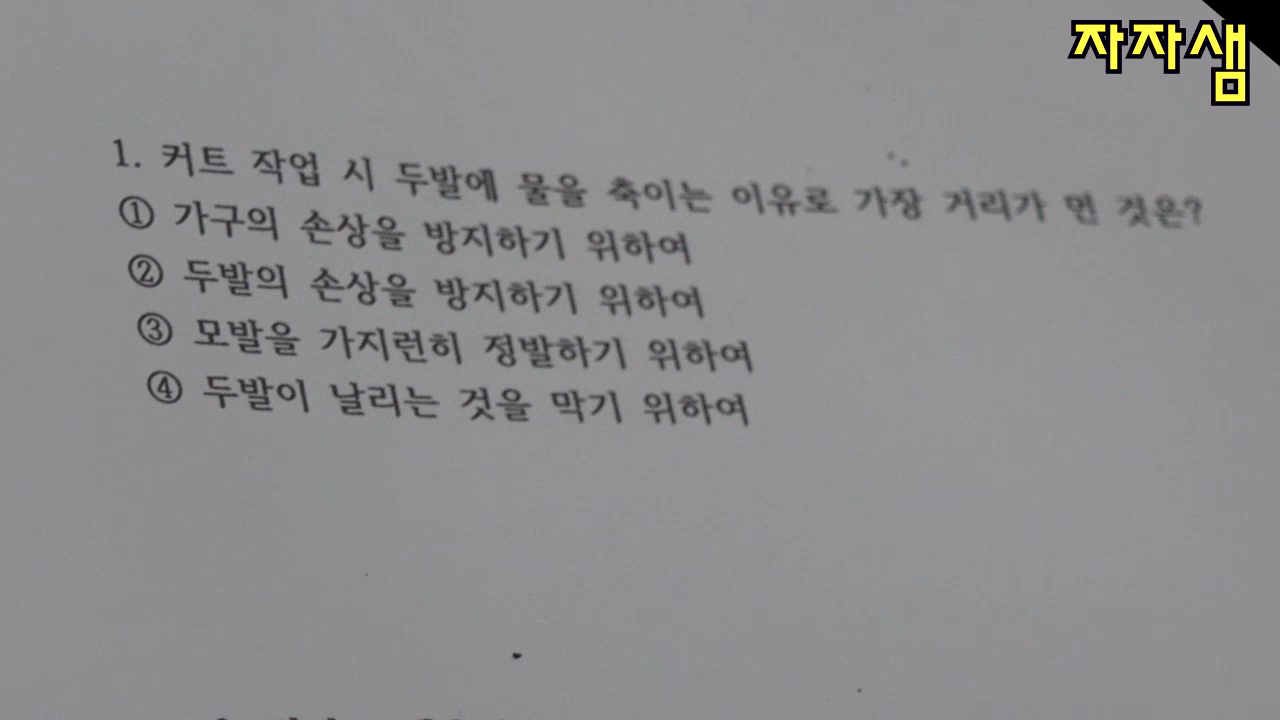 자자샘
1. 커트 작업 시 두발에 물을 축이는 이유로 가장 거리가 먼 것은?
① 가구의 손상을 방지하기 위하여
② 두발의 손상을 방지하기 위하여
③ 모발을 가지런히 정발하기 위하여
④ 두발이 날리는 것을 막기 위하여